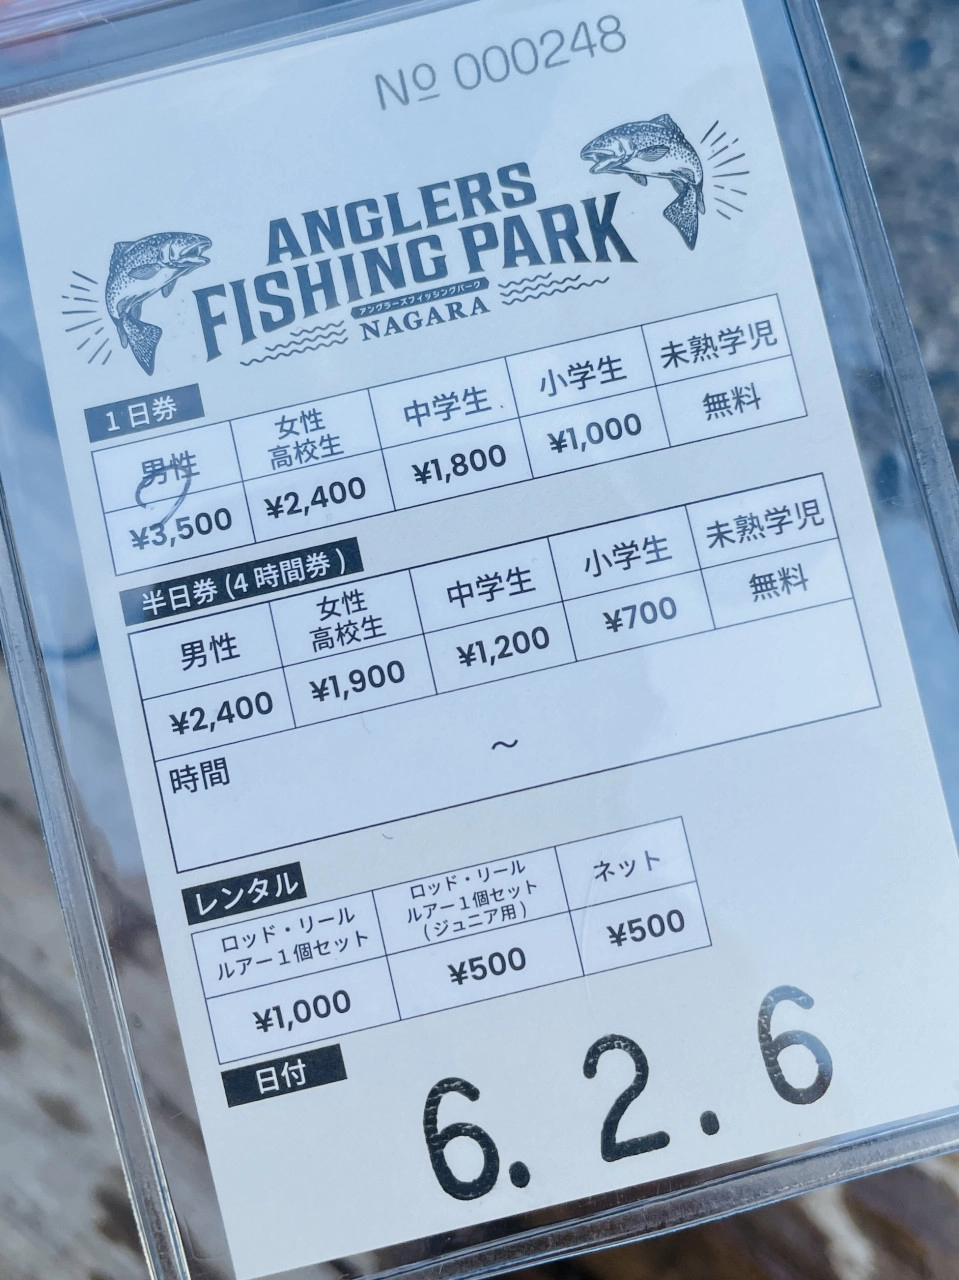 No 000248
ANGLERS
FISHING PARK
アングラーズフィッシングパーク
NAGARA
1日券
男性 女性 高校生 中学生 小学生 未熟学児
¥3,500 ¥2,400 ¥1,800 ¥1,000 無料
半日券(4時間券)
男性 女性 高校生 中学生 小学生 未熟学児
¥2,400 ¥1,900 ¥1,200 ¥700 無料
時間 ～
レンタル
ロッド・リール ルアー1個セット ロッド・リール ルアー1個セット (ジュニア用) ネット
¥1,000 ¥500 ¥500
日付
6.2.6